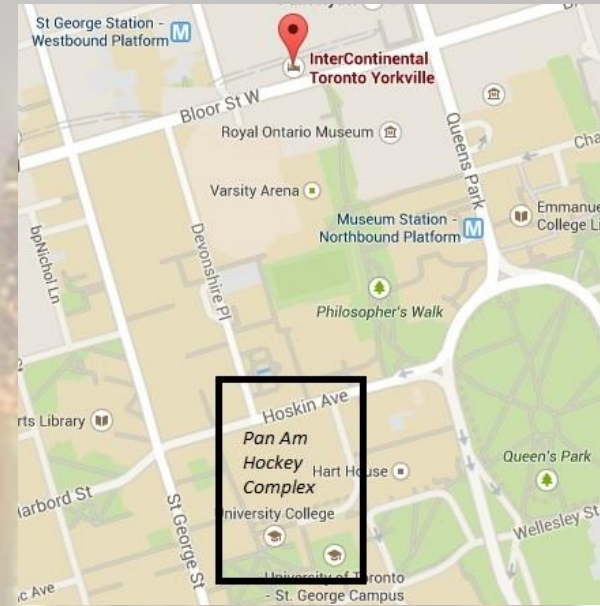 St George Station -
Westbound Platform
InterContinental
Toronto Yorkville
Bloor St W
Royal Ontario Museum
Queens Park
Cha
Varsity Arena
Emmanue
College Li
Museum Station -
Northbound Platform
bpNichol Ln
Devonshire Pl
Philosopher's Walk
Hoskin Ave
rts Library
Pan Am
Hockey
Complex
Hart House
Queen's Park
arbord St
St George St
University College
Wellesley St
University of Toronto
- St. George Campus
c Ave